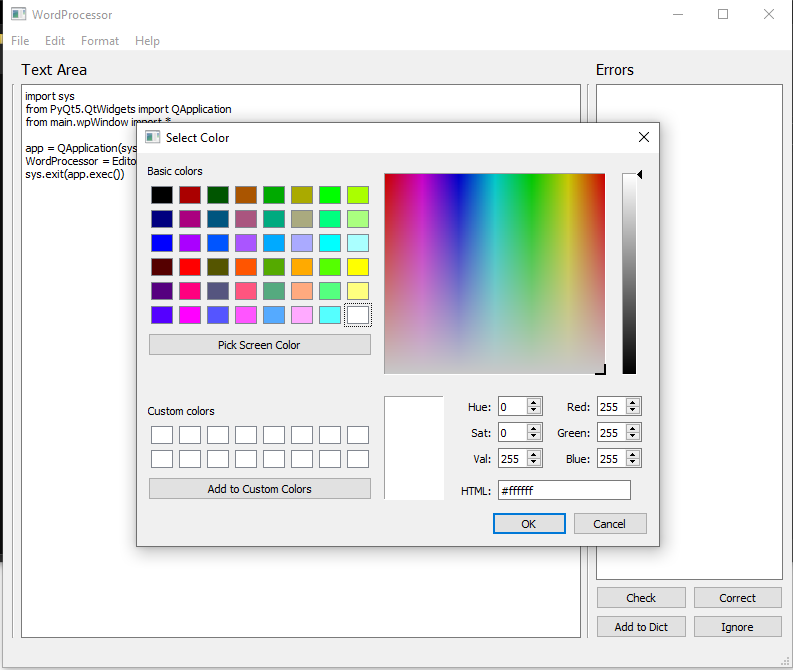 WordProcessor
File Edit Format Help
Text Area
Errors
import sys
from PyQt5.QtWidgets import QApplication
from main.wpWindow import *
app = QApplication(sys
WordProcessor = Edito
sys.exit(app.exec())
Select Color
Basic colors
Pick Screen Color
Custom colors
Add to Custom Colors
Hue: 0 Red: 255
Sat: 0 Green: 255
Val: 255 Blue: 255
HTML: #ffffff
OK Cancel
Check Correct
Add to Dict Ignore